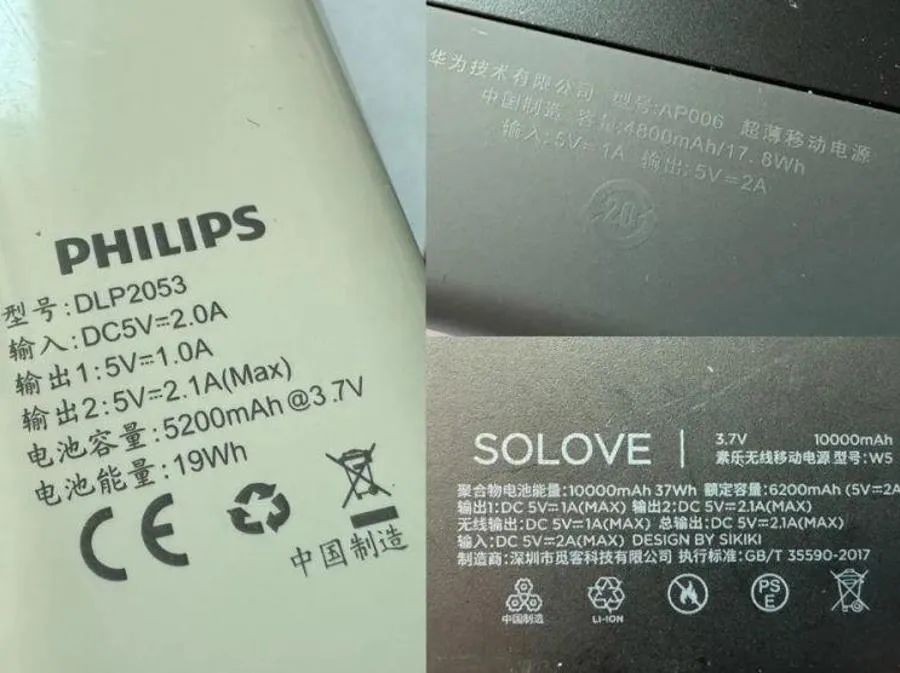 PHILIPS
型号:DLP2053
输入:DC5V⎓2.0A
输出1:5V⎓1.0A
输出2:5V⎓2.1A(Max)
电池容量:5200mAh@3.7V
电池能量:19Wh
CE
中国制造
华为技术有限公司 型号:AP006 超薄移动电源
中国制造 容量:4800mAh/17.8Wh
输入:5V⎓1A 输出:5V⎓2A
20
SOLOVE
3.7V 10000mAh
素乐无线移动电源 型号:W5
聚合物电池能量:10000mAh 37Wh 额定容量:6200mAh (5V⎓2A
输出1:DC 5V⎓1A(MAX) 输出2:DC 5V⎓2.1A(MAX)
无线输出:DC 5V⎓1A(MAX) 总输出:DC 5V⎓2.1A(MAX)
输入:DC 5V⎓2A(MAX) DESIGN BY SIKIKI
制造商:深圳市觅客科技有限公司 执行标准:GB/T 35590-2017
中国制造
LI-ION
PS
E